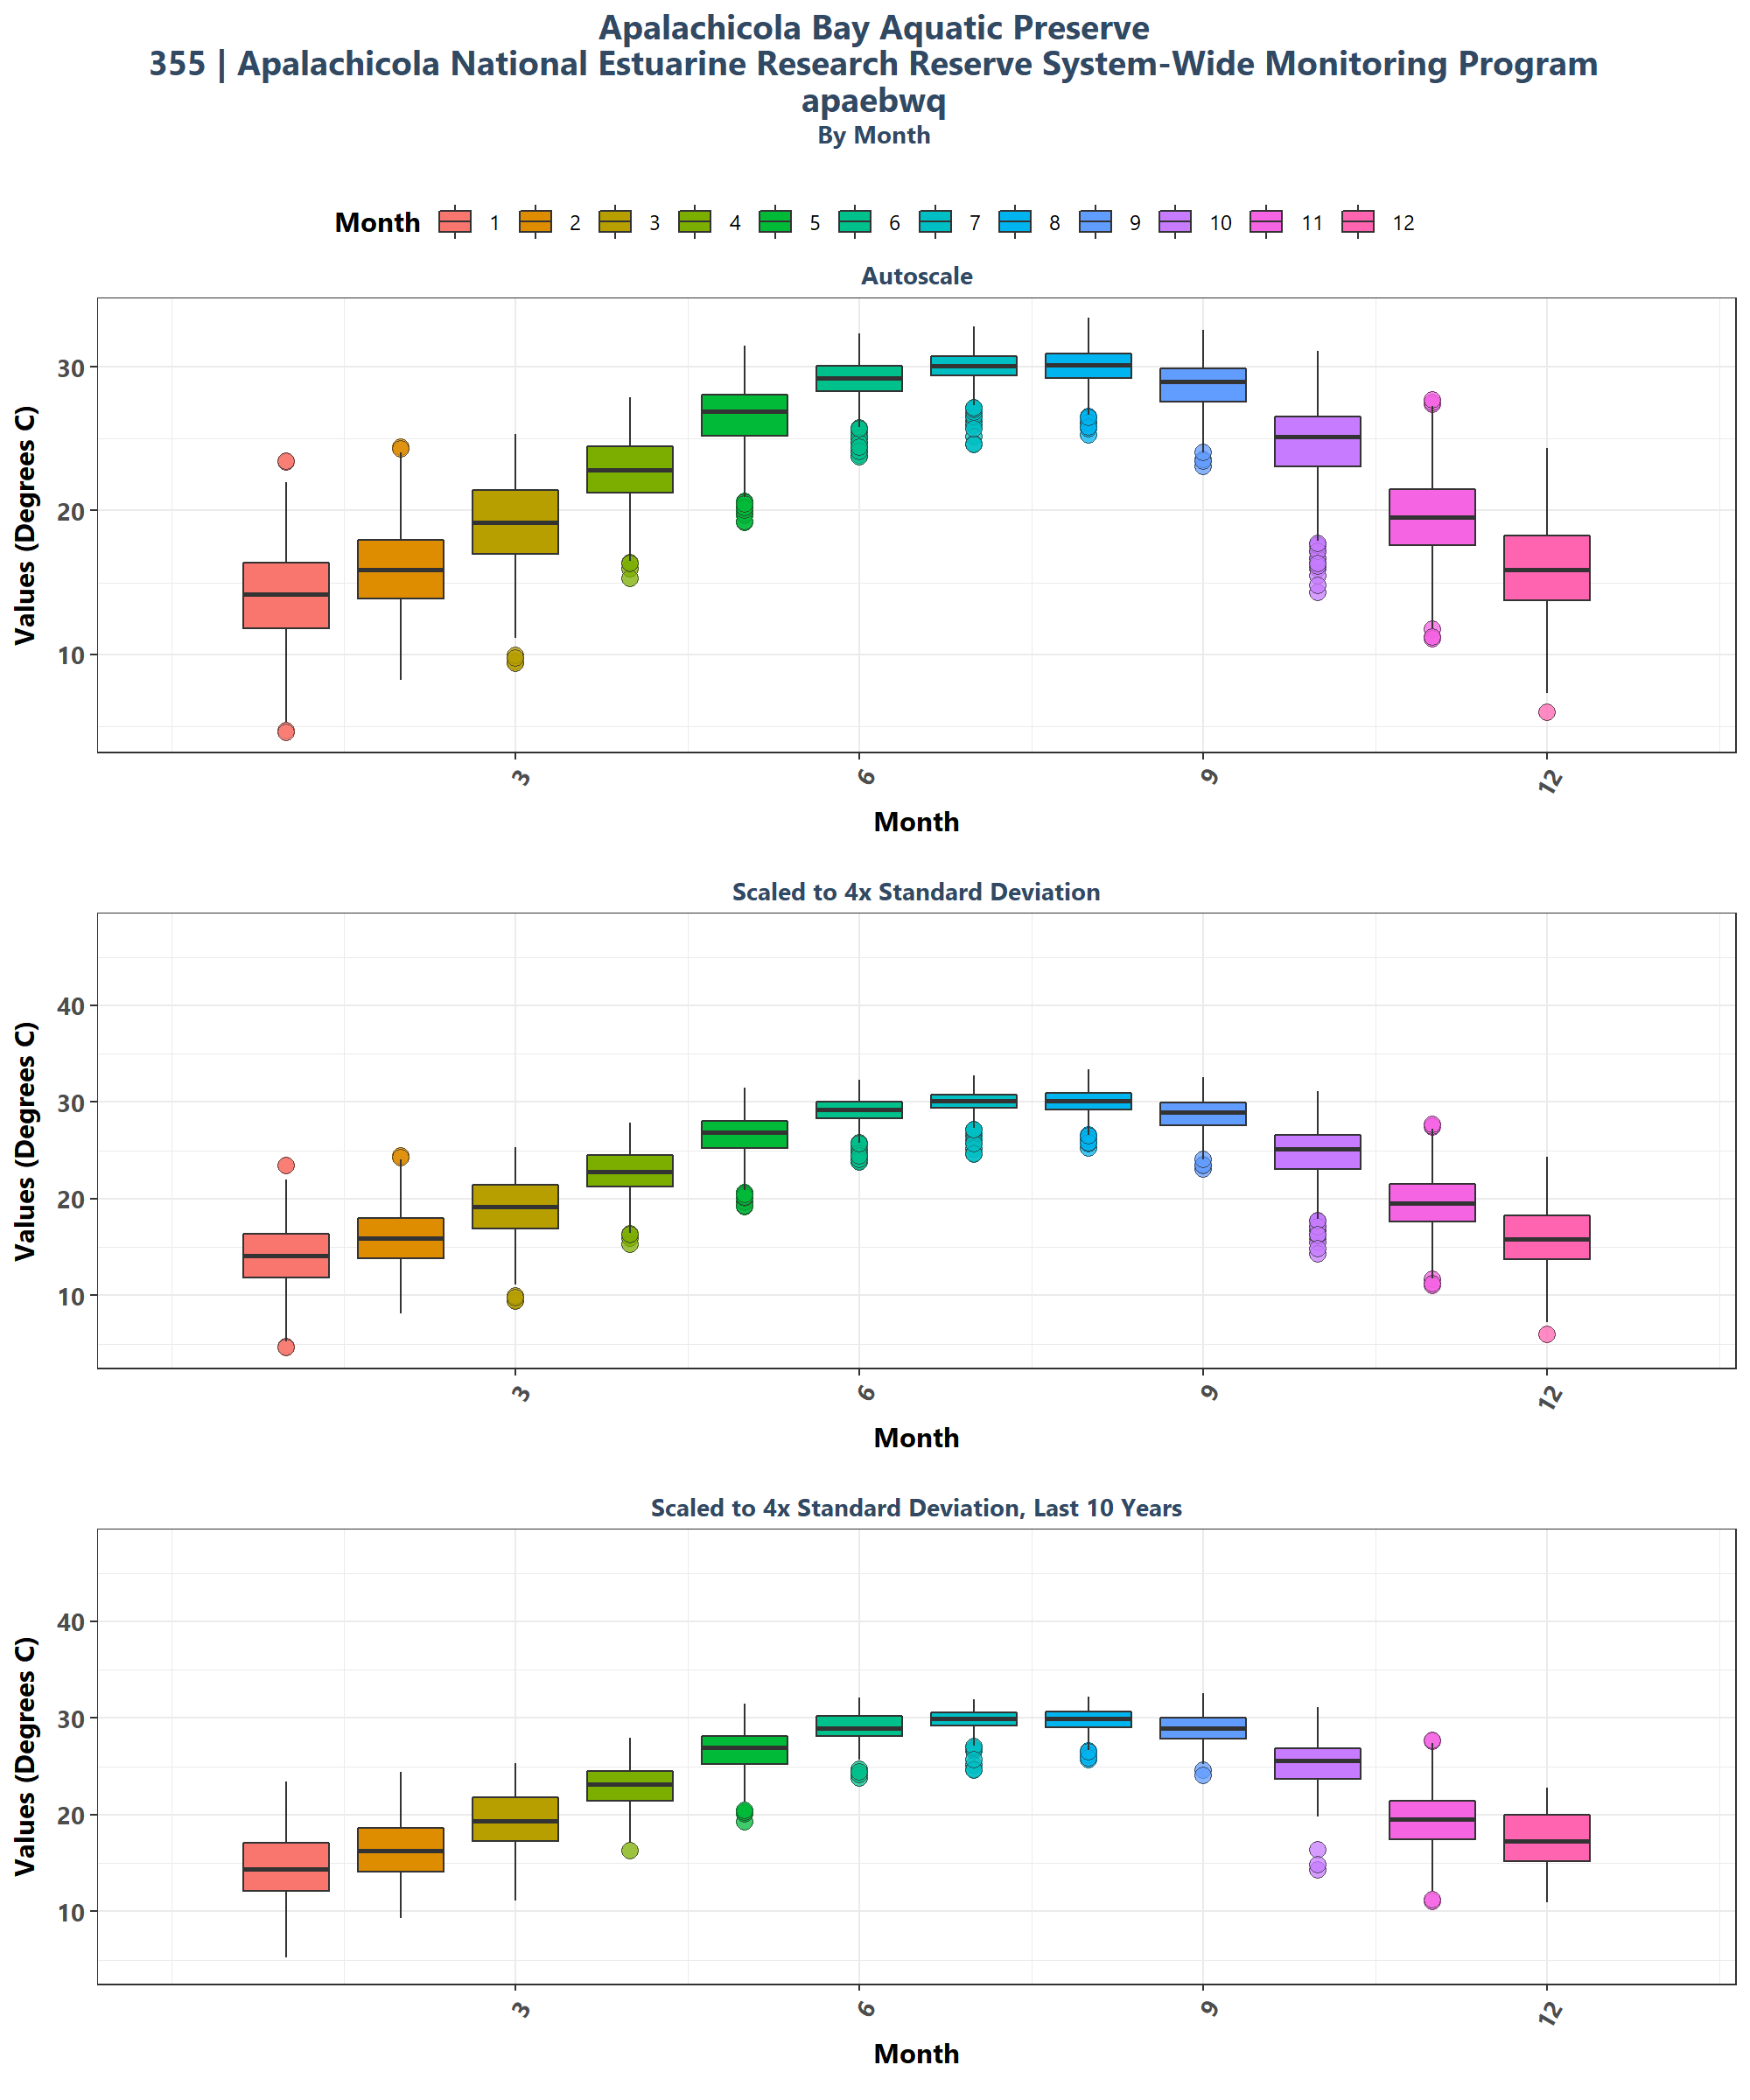 Apalachicola Bay Aquatic Preserve
355 | Apalachicola National Estuarine Research Reserve System-Wide Monitoring Program
apaebwq
By Month
Month 1 2 3 4 5 6 7 8 9 10 11 12
Autoscale
Values (Degrees C)
30
20
10
3 6 9 12
Month
Scaled to 4x Standard Deviation
Values (Degrees C)
40
30
20
10
3 6 9 12
Month
Scaled to 4x Standard Deviation, Last 10 Years
Values (Degrees C)
40
30
20
10
3 6 9 12
Month